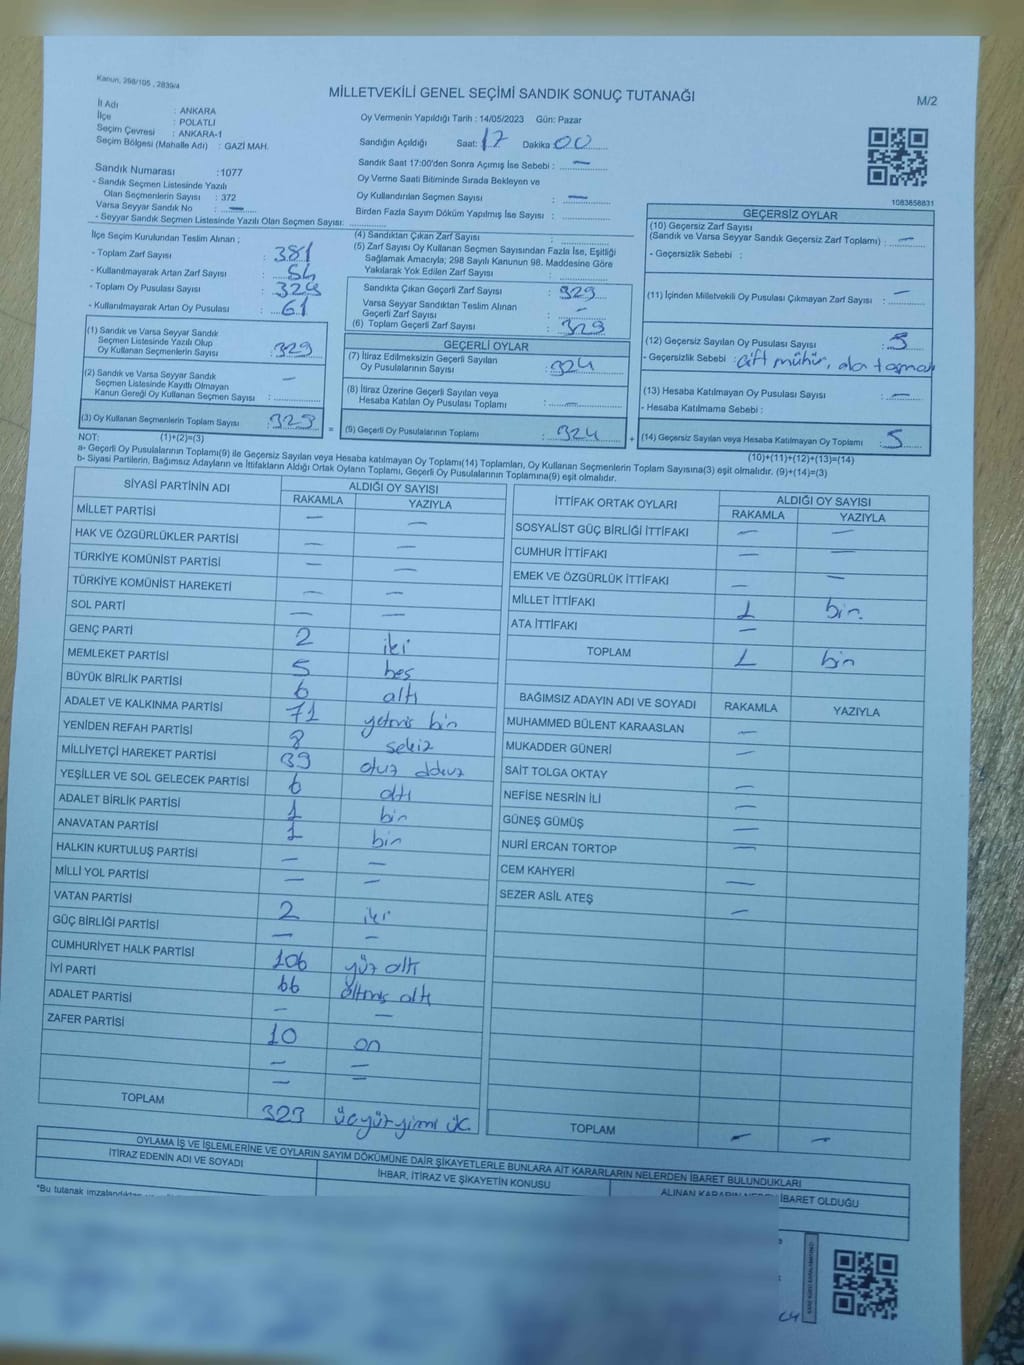 Kanun, 298/105 , 2839/4
MİLLETVEKİLİ GENEL SEÇİMİ SANDIK SONUÇ TUTANAĞI
M/2
İl Adı : ANKARA
İlçe : POLATLI
Seçim Çevresi : ANKARA-1
Seçim Bölgesi (Mahalle Adı) : GAZİ MAH.
Oy Vermenin Yapıldığı Tarih : 14/05/2023 Gün: Pazar
Sandığın Açıldığı Saat: 17 Dakika 00
Sandık Saat 17:00'den Sonra Açımış İse Sebebi : —
Oy Verme Saati Bitiminde Sırada Bekleyen ve
Oy Kullandırılan Seçmen Sayısı : —
Birden Fazla Sayım Döküm Yapılmış İse Sayısı :
1083858831
Sandık Numarası :1077
- Sandık Seçmen Listesinde Yazılı
Olan Seçmenlerin Sayısı : 372
Varsa Seyyar Sandık No : —
- Seyyar Sandık Seçmen Listesinde Yazılı Olan Seçmen Sayısı:
İlçe Seçim Kurulundan Teslim Alınan ;
- Toplam Zarf Sayısı : 381
- Kullanılmayarak Artan Zarf Sayısı :
- Toplam Oy Pusulası Sayısı :
- Kullanılmayarak Artan Oy Pusulası : 61
(1) Sandık ve Varsa Seyyar Sandık
Seçmen Listesinde Yazılı Olup
Oy Kullanan Seçmenlerin Sayısı : 329
(2) Sandık ve Varsa Seyyar Sandık
Seçmen Listesinde Kayıtlı Olmayan
Kanun Gereği Oy Kullanan Seçmen Sayısı : —
(3) Oy Kullanan Seçmenlerin Toplam Sayısı : 329
(1)+(2)=(3)
(4) Sandıktan Çıkan Zarf Sayısı :
(5) Zarf Sayısı Oy Kullanan Seçmen Sayısından Fazla İse, Eşitliği
Sağlamak Amacıyla; 298 Sayılı Kanunun 98. Maddesine Göre
Yakılarak Yok Edilen Zarf Sayısı :
Sandıkta Çıkan Geçerli Zarf Sayısı : 329
Varsa Seyyar Sandıktan Teslim Alınan
Geçerli Zarf Sayısı : —
(6) Toplam Geçerli Zarf Sayısı : 329
GEÇERLİ OYLAR
(7) İtiraz Edilmeksizin Geçerli Sayılan
Oy Pusulasının Sayısı : 324
(8) İtiraz Üzerine Geçerli Sayılan veya
Hesaba Katılan Oy Pusulası Toplamı : —
(9) Geçerli Oy Pusulalarının Toplamı : 324
GEÇERSİZ OYLAR
(10) Geçersiz Zarf Sayısı
(Sandık ve Varsa Seyyar Sandık Geçersiz Zarf Toplamı) : —
- Geçersizlik Sebebi :
(11) İçinden Milletvekili Oy Pusulası Çıkmayan Zarf Sayısı : —
(12) Geçersiz Sayılan Oy Pusulası Sayısı : 5
- Geçersizlik Sebebi : çift mühür,
(13) Hesaba Katılmayan Oy Pusulası Sayısı : —
- Hesaba Katılmama Sebebi :
(14) Geçersiz Sayılan veya Hesaba Katılmayan Oy Toplamı : 5
(10)+(11)+(12)+(13)=(14)
NOT:
a- Geçerli Oy Pusulalarının Toplamı(9) ile Geçersiz Sayılan veya Hesaba katılmayan Oy Toplamı(14) Toplamları, Oy Kullanan Seçmenlerin Toplam Sayısına(3) eşit olmalıdır. (9)+(14)=(3)
b- Siyasi Partilerin, Bağımsız Adayların ve İttifakların Aldığı Ortak Oyların Toplamı, Geçerli Oy Pusulalarının Toplamına(9) eşit olmalıdır.
SİYASİ PARTİNİN ADI ALDIĞI OY SAYISI
RAKAMLA YAZIYLA
MİLLET PARTİSİ — —
HAK VE ÖZGÜRLÜKLER PARTİSİ — —
TÜRKİYE KOMÜNİST PARTİSİ — —
TÜRKİYE KOMÜNİST HAREKETİ — —
SOL PARTİ — —
GENÇ PARTİ 2 iki
MEMLEKET PARTİSİ 5 beş
BÜYÜK BİRLİK PARTİSİ 6 altı
ADALET VE KALKINMA PARTİSİ 71 yetmiş bir
YENİDEN REFAH PARTİSİ 8 sekiz
MİLLİYETÇİ HAREKET PARTİSİ 39 otuz dokuz
YEŞİLLER VE SOL GELECEK PARTİSİ 6 altı
ADALET BİRLİK PARTİSİ 1 bir
ANAVATAN PARTİSİ 1 bir
HALKIN KURTULUŞ PARTİSİ — —
MİLLİ YOL PARTİSİ — —
VATAN PARTİSİ 2 iki
GÜÇ BİRLİĞİ PARTİSİ — —
CUMHURİYET HALK PARTİSİ 106 yüz altı
İYİ PARTİ 66 altmış altı
ADALET PARTİSİ — —
ZAFER PARTİSİ 10 on
— —
— —
TOPLAM 323 üçyüzyirmi üç
İTTİFAK ORTAK OYLARI ALDIĞI OY SAYISI
RAKAMLA YAZIYLA
SOSYALİST GÜÇ BİRLİĞİ İTTİFAKI — —
CUMHUR İTTİFAKI — —
EMEK VE ÖZGÜRLÜK İTTİFAKI — —
MİLLET İTTİFAKI 1 bir
ATA İTTİFAKI —
TOPLAM 1 bir
BAĞIMSIZ ADAYIN ADI VE SOYADI RAKAMLA YAZIYLA
MUHAMMED BÜLENT KARAASLAN —
MUKADDER GÜNERİ —
SAİT TOLGA OKTAY —
NEFİSE NESRİN İLİ —
GÜNEŞ GÜMÜŞ —
NURİ ERCAN TORTOP —
CEM KAHYERİ —
SEZER ASİL ATEŞ —
TOPLAM — —
OYLAMA İŞ VE İŞLEMLERİNE VE OYLARIN SAYIM DÖKÜMÜNE DAİR ŞİKAYETLERLE BUNLARA AİT KARARLARIN NELERDEN İBARET BULUNDUKLARI
İTİRAZ EDENİN ADI VE SOYADI İHBAR, İTİRAZ VE ŞİKAYETİN KONUSU ALINAN KARARIN NEDEN İBARET OLDUĞU
*Bu tutanak imzalandıktan